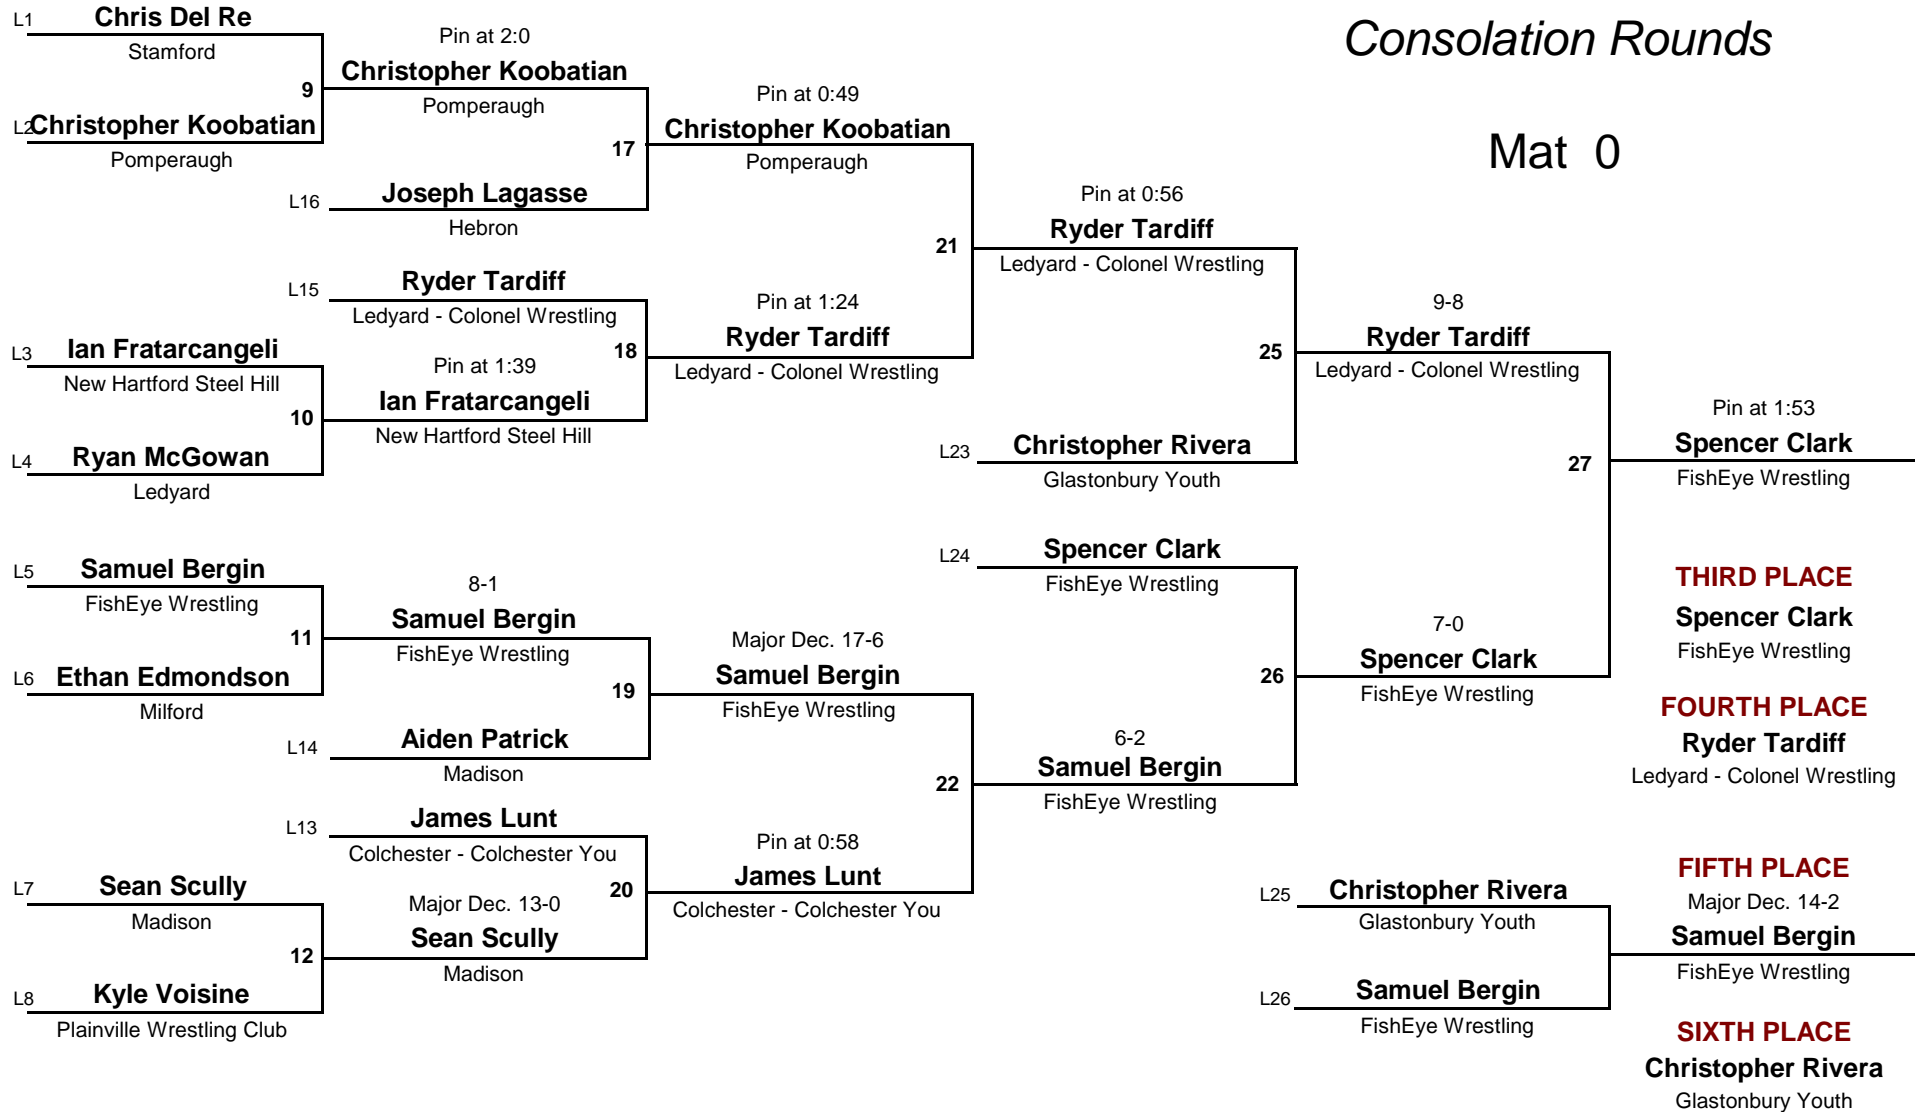 Consolation Rounds
Mat 0
L1 Chris Del Re
Stamford
9
L2 Christopher Koobatian
Pomperaugh
Pin at 2:0
Christopher Koobatian
Pomperaugh
17
L16 Joseph Lagasse
Hebron
Pin at 0:49
Christopher Koobatian
Pomperaugh
L15 Ryder Tardiff
Ledyard - Colonel Wrestling
18
L3 Ian Fratarcangeli
New Hartford Steel Hill
10
L4 Ryan McGowan
Ledyard
Pin at 1:39
Ian Fratarcangeli
New Hartford Steel Hill
Pin at 1:24
Ryder Tardiff
Ledyard - Colonel Wrestling
21
Pin at 0:56
Ryder Tardiff
Ledyard - Colonel Wrestling
25
L23 Christopher Rivera
Glastonbury Youth
9-8
Ryder Tardiff
Ledyard - Colonel Wrestling
27
Pin at 1:53
Spencer Clark
FishEye Wrestling
L5 Samuel Bergin
FishEye Wrestling
11
L6 Ethan Edmondson
Milford
8-1
Samuel Bergin
FishEye Wrestling
19
L14 Aiden Patrick
Madison
Major Dec. 17-6
Samuel Bergin
FishEye Wrestling
22
L13 James Lunt
Colchester - Colchester You
20
L7 Sean Scully
Madison
12
L8 Kyle Voisine
Plainville Wrestling Club
Major Dec. 13-0
Sean Scully
Madison
Pin at 0:58
James Lunt
Colchester - Colchester You
L24 Spencer Clark
FishEye Wrestling
26
6-2
Samuel Bergin
FishEye Wrestling
7-0
Spencer Clark
FishEye Wrestling
THIRD PLACE
Spencer Clark
FishEye Wrestling
FOURTH PLACE
Ryder Tardiff
Ledyard - Colonel Wrestling
L25 Christopher Rivera
Glastonbury Youth
L26 Samuel Bergin
FishEye Wrestling
FIFTH PLACE
Major Dec. 14-2
Samuel Bergin
FishEye Wrestling
SIXTH PLACE
Christopher Rivera
Glastonbury Youth